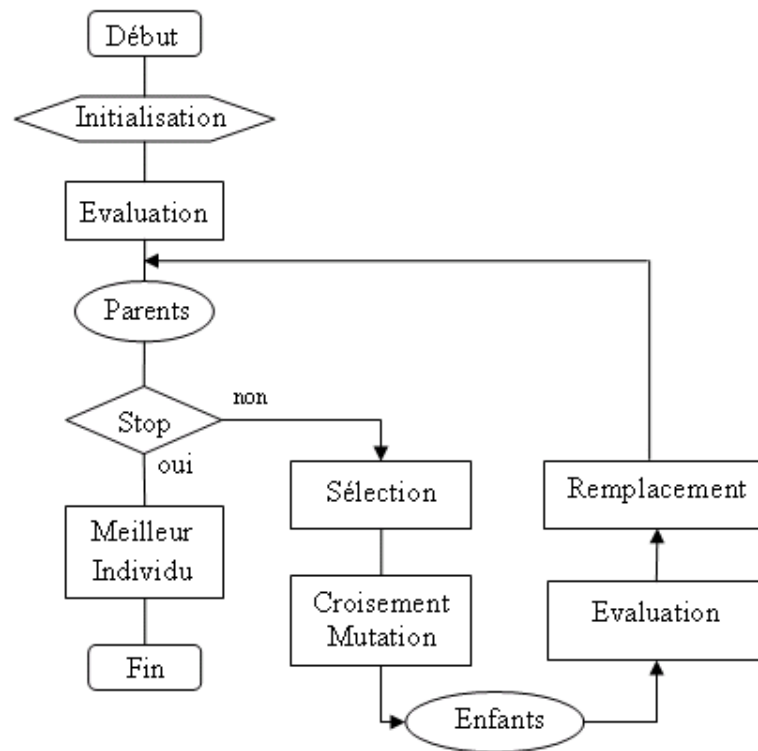 Début
Initialisation
Evaluation
Parents
non
Stop
oui
Meilleur
Individu
Fin
Sélection
Croisement
Mutation
Enfants
Evaluation
Remplacement